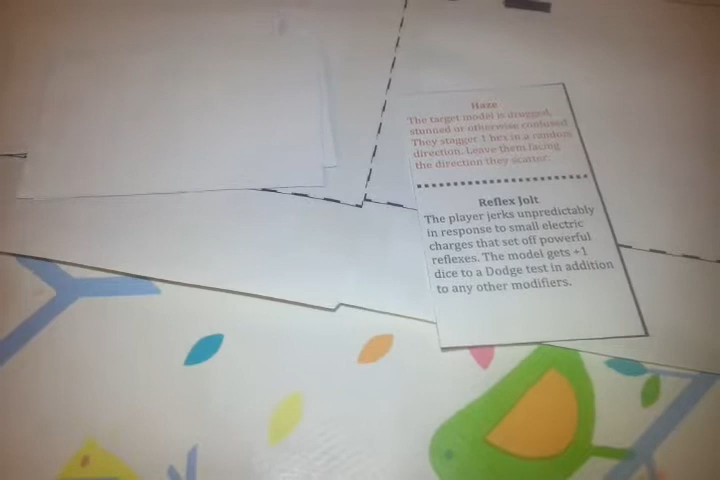 Haze
The target model is drugged,
stunned or otherwise confused.
They stagger 1 hex in a random
direction. Leave them facing
the direction they scatter.
Reflex Jolt
The player jerks unpredictably
in response to small electric
charges that set off powerful
reflexes. The model gets +1
dice to a Dodge test in addition
to any other modifiers.